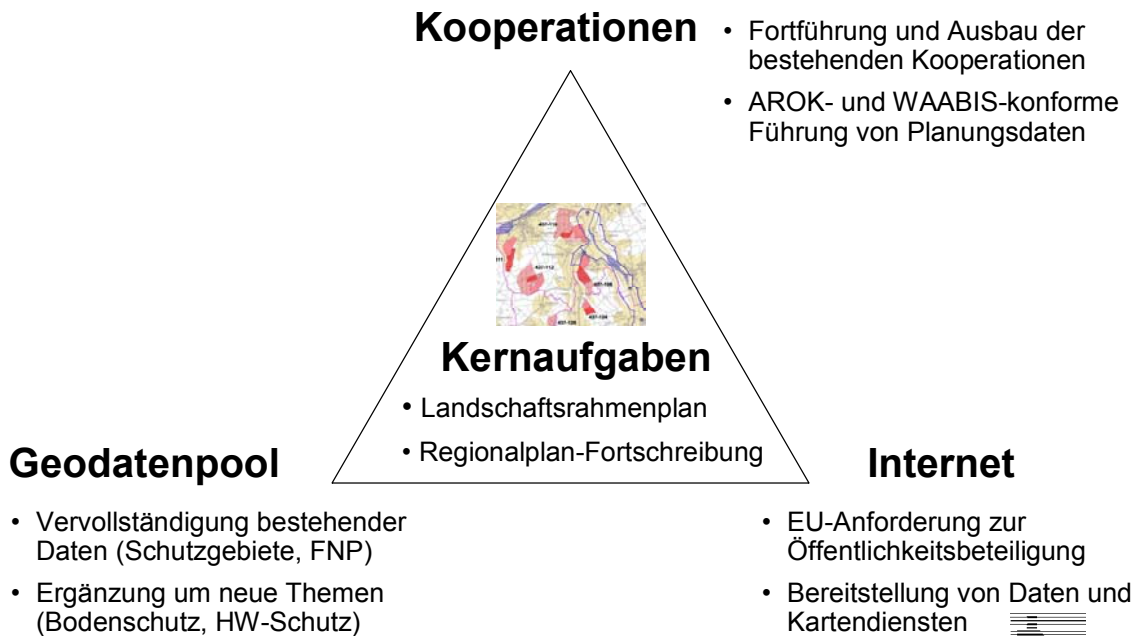 Kooperationen
• Fortführung und Ausbau der
bestehenden Kooperationen
• AROK- und WAABIS-konforme
Führung von Planungsdaten
Kernaufgaben
• Landschaftsrahmenplan
• Regionalplan-Fortschreibung
Geodatenpool
• Vervollständigung bestehender
Daten (Schutzgebiete, FNP)
• Ergänzung um neue Themen
(Bodenschutz, HW-Schutz)
Internet
• EU-Anforderung zur
Öffentlichkeitsbeteiligung
• Bereitstellung von Daten und
Kartendiensten